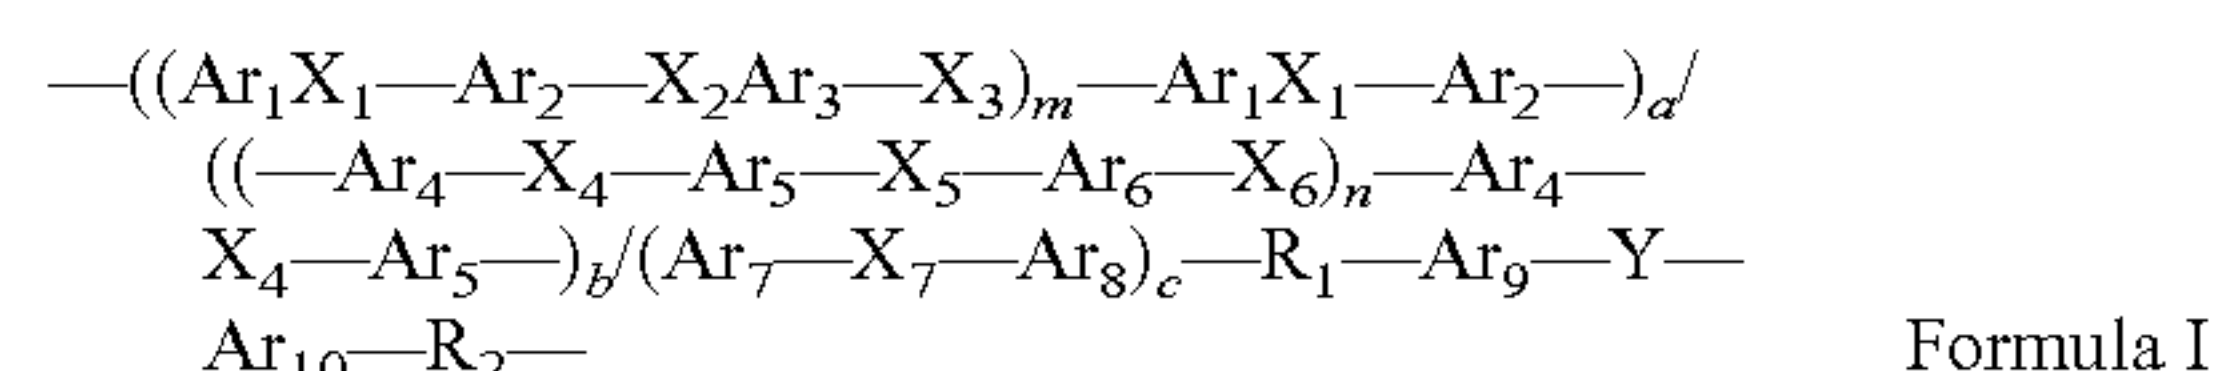 —((Ar₁X₁—Ar₂—X₂Ar₃—X₃)ₘ—Ar₁X₁—Ar₂—)ₐ/
((—Ar₄—X₄—Ar₅—X₅—Ar₆—X₆)ₙ—Ar₄—
X₄—Ar₅—)b/(Ar₇—X₇—Ar₈)c—R₁—Ar₉—Y—
Ar₁₀—R₂— Formula I